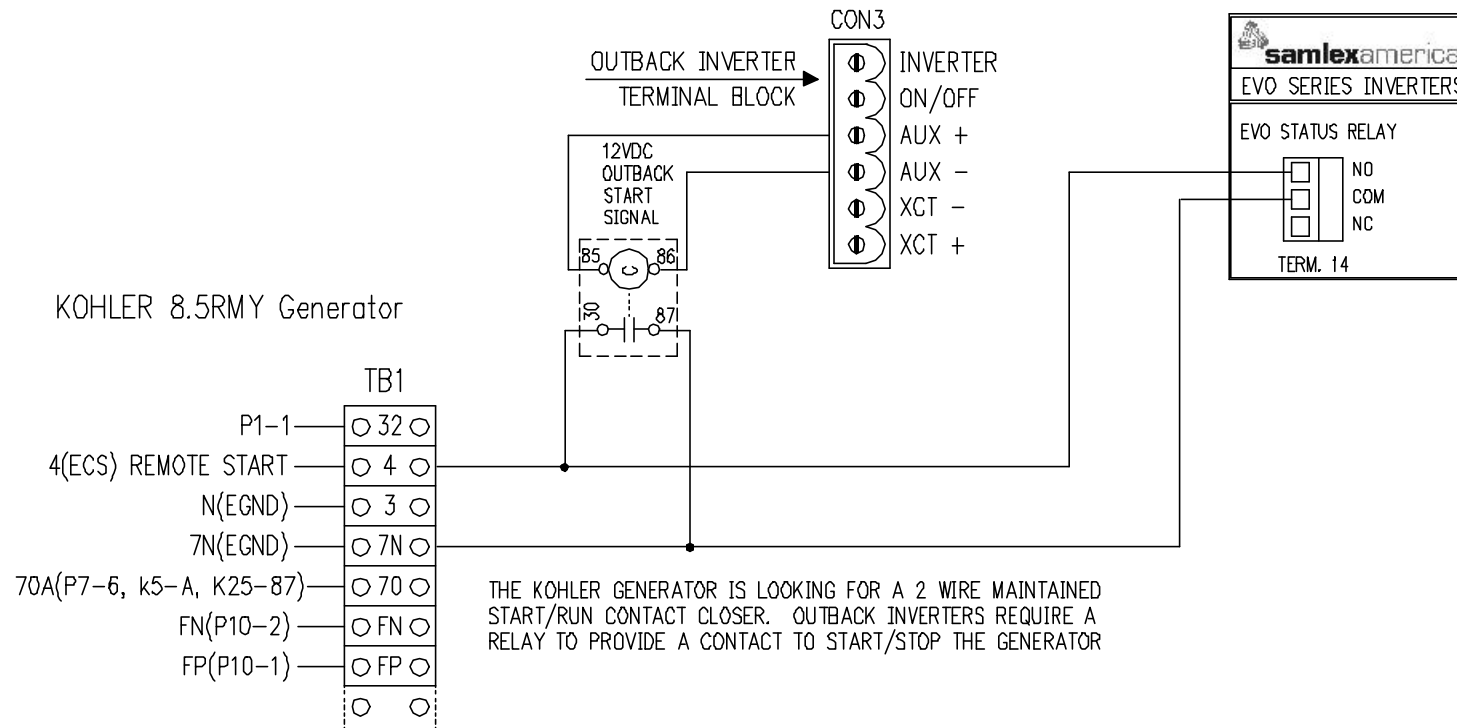 CON3
OUTBACK INVERTER
TERMINAL BLOCK
INVERTER
ON/OFF
AUX +
AUX -
XCT -
XCT +
samlexamerica
EVO SERIES INVERTERS
EVO STATUS RELAY
NO
COM
NC
TERM. 14
12VDC
OUTBACK
START
SIGNAL
85
86
C
30
87
KOHLER 8.5RMY Generator
TB1
P1-1 32
4(ECS) REMOTE START 4
N(EGND) 3
7N(EGND) 7N
70A(P7-6, k5-A, K25-87) 70
FN(P10-2) FN
FP(P10-1) FP
THE KOHLER GENERATOR IS LOOKING FOR A 2 WIRE MAINTAINED
START/RUN CONTACT CLOSER. OUTBACK INVERTERS REQUIRE A
RELAY TO PROVIDE A CONTACT TO START/STOP THE GENERATOR